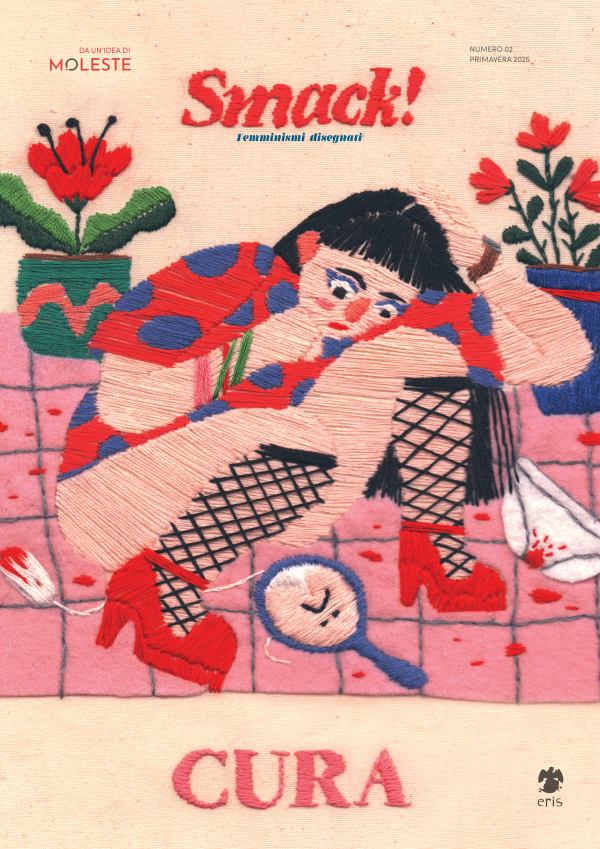 DA UN'IDEA DI
MOLESTE
NUMERO 02
PRIMAVERA 2025
Smack!
Femminismi disegnati
CURA
eris